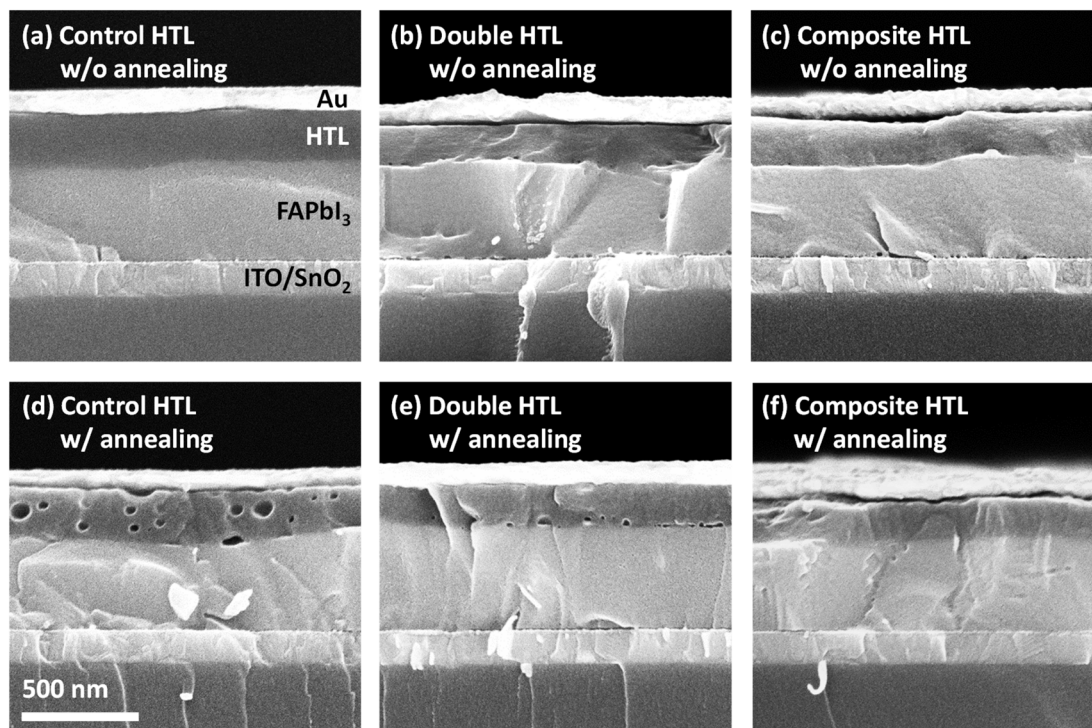 (a) Control HTL
w/o annealing
Au
HTL
FAPbI₃
ITO/SnO₂
(b) Double HTL
w/o annealing
(c) Composite HTL
w/o annealing
(d) Control HTL
w/ annealing
500 nm
(e) Double HTL
w/ annealing
(f) Composite HTL
w/ annealing